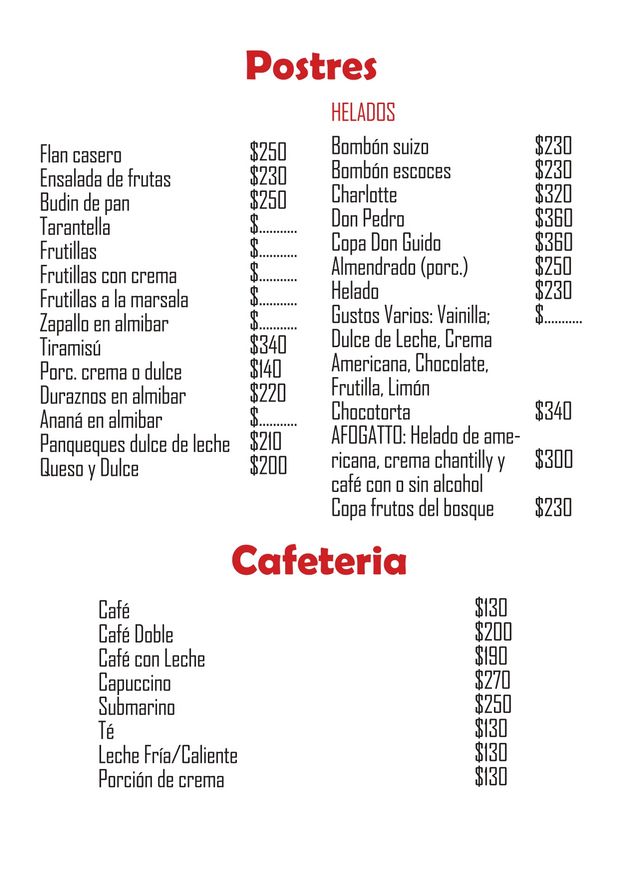 Postres
Flan casero $250
Ensalada de frutas $230
Budin de pan $250
Tarantella $...........
Frutillas $...........
Frutillas con crema $...........
Frutillas a la marsala $...........
Zapallo en almibar $...........
Tiramisú $340
Porc. crema o dulce $140
Duraznos en almibar $220
Ananá en almibar $...........
Panqueques dulce de leche $210
Queso y Dulce $200
HELADOS
Bombón suizo $230
Bombón escoces $230
Charlotte $320
Don Pedro $360
Copa Don Guido $360
Almendrado (porc.) $250
Helado $230
Gustos Varios: Vainilla; $...........
Dulce de Leche, Crema
Americana, Chocolate,
Frutilla, Limón
Chocotorta $340
AFOGATTO: Helado de ame-
ricana, crema chantilly y $300
café con o sin alcohol
Copa frutos del bosque $230
Cafeteria
Café $130
Café Doble $200
Café con Leche $190
Capuccino $270
Submarino $250
Té $130
Leche Fría/Caliente $130
Porción de crema $130